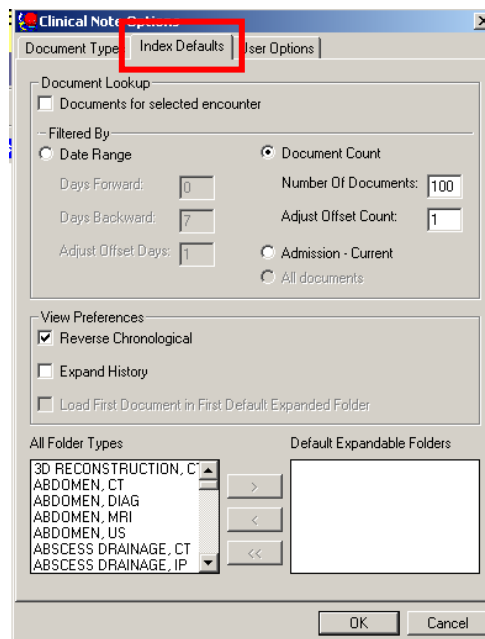 Clinical Note Options
Document Type Index Defaults User Options
Document Lookup
Documents for selected encounter
Filtered By
Date Range
Document Count
Days Forward: 0
Number Of Documents: 100
Days Backward: 7
Adjust Offset Count: 1
Adjust Offset Days: 1
Admission - Current
All documents
View Preferences
Reverse Chronological
Expand History
Load First Document in First Default Expanded Folder
All Folder Types
Default Expandable Folders
3D RECONSTRUCTION, CT
ABDOMEN, CT
ABDOMEN, DIAG
ABDOMEN, MRI
ABDOMEN, US
ABSCESS DRAINAGE, CT
ABSCESS DRAINAGE, IP
>
<
<<
OK Cancel